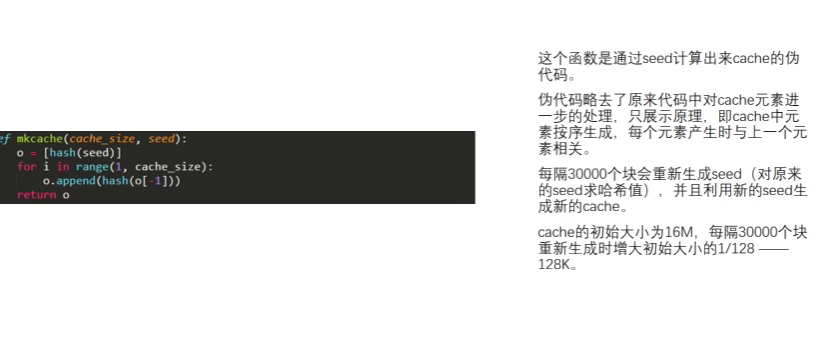 ef mkcache(cache_size, seed):
o = [hash(seed)]
for i in range(1, cache_size):
o.append(hash(o[-1]))
return o
这个函数是通过seed计算出来cache的伪
代码。
伪代码略去了原来代码中对cache元素进
一步的处理，只展示原理，即cache中元
素按序生成，每个元素产生时与上一个元
素相关。
每隔30000个块会重新生成seed（对原来
的seed求哈希值），并且利用新的seed生
成新的cache。
cache的初始大小为16M，每隔30000个块
重新生成时增大初始大小的1/128 ——
128K。